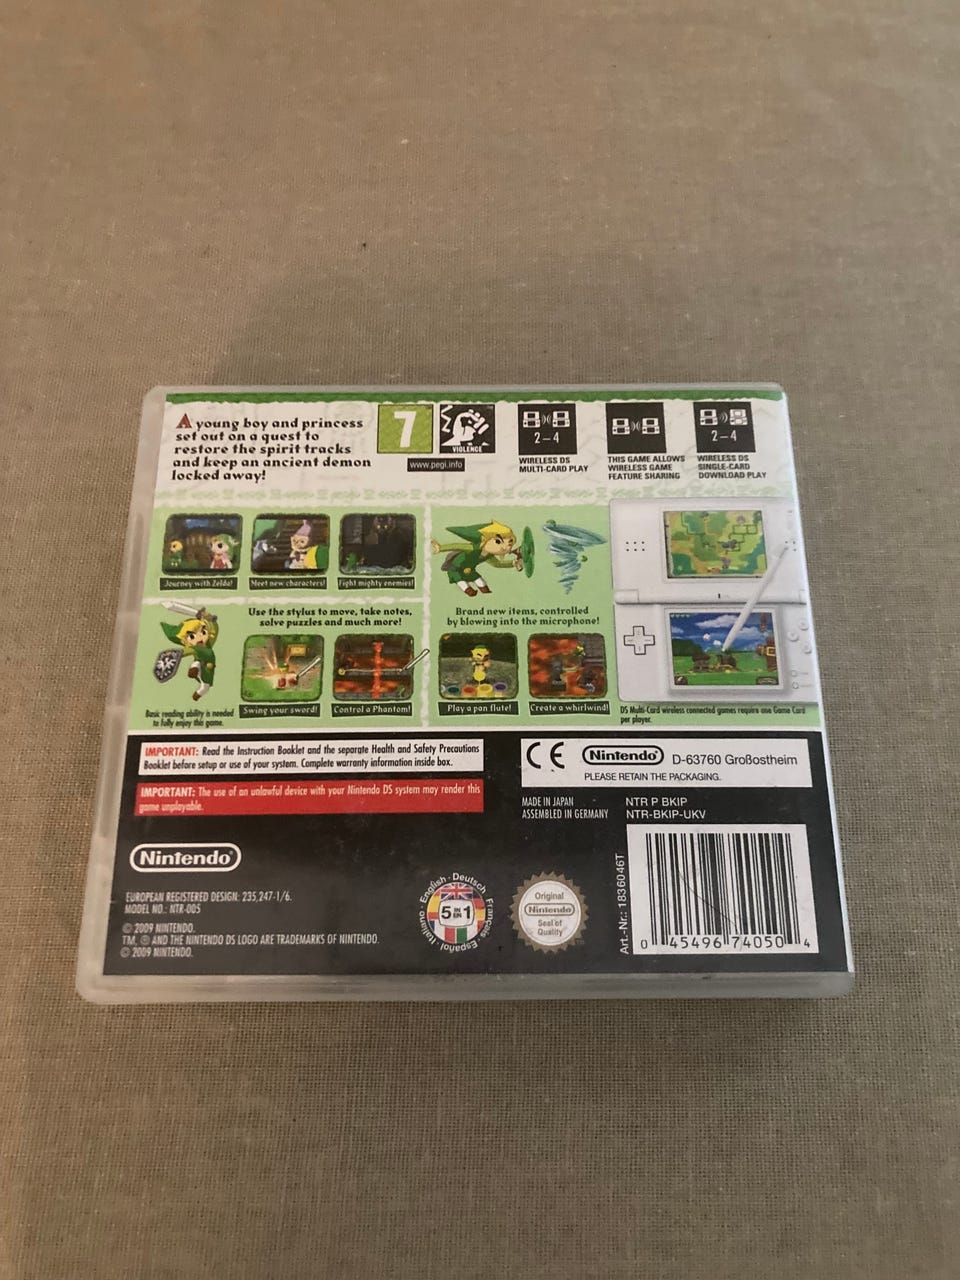 A young boy and princess
set out on a quest to
restore the spirit tracks
and keep an ancient demon
locked away!
7
www.pegi.info
VIOLENCE
2-4
WIRELESS DS
MULTI-CARD PLAY
THIS GAME ALLOWS
WIRELESS GAME
FEATURE SHARING
2-4
WIRELESS DS
SINGLE-CARD
DOWNLOAD PLAY
Journey with Zelda!
Meet new characters!
Fight mighty enemies!
Use the stylus to move, take notes,
solve puzzles and much more!
Swing your sword!
Control a Phantom!
Basic reading ability is needed
to fully enjoy this game.
Brand new items, controlled
by blowing into the microphone!
Play a pan flute!
Create a whirlwind!
DS Multi-Card wireless connected games require one Game Card
per player.
IMPORTANT: Read the Instruction Booklet and the separate Health and Safety Precautions
Booklet before setup or use of your system. Complete warranty information inside box.
IMPORTANT: The use of an unlawful device with your Nintendo DS system may render this
game unplayable.
CE Nintendo D-63760 Großostheim
PLEASE RETAIN THE PACKAGING.
MADE IN JAPAN
ASSEMBLED IN GERMANY
NTR P BKIP
NTR-BKIP-UKV
Nintendo
EUROPEAN REGISTERED DESIGN: 235,247-1/6.
MODEL NO.: NTR-005
© 2009 NINTENDO.
TM, ® AND THE NINTENDO DS LOGO ARE TRADEMARKS OF NINTENDO.
© 2009 NINTENDO.
English · Deutsch · Français · Español · Italiano ·
5 IN 1
Original
Nintendo
Seal of
Quality
Art.-Nr.: 1836046T
0 45496 74050 4